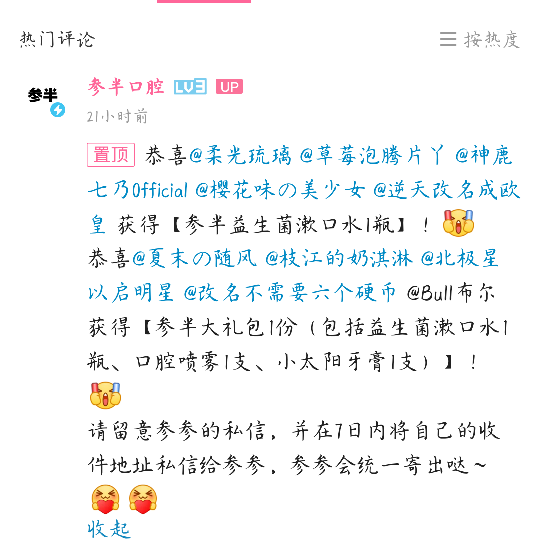 热门评论
按热度
参半
参半口腔 LV3 UP
21小时前
置顶 恭喜@柔光琉璃 @草莓泡腾片丫 @神鹿
七乃Official @樱花味の美少女 @逆天改名成欧
皇 获得【参半益生菌漱口水1瓶】！
恭喜@夏末の随风 @枝江的奶淇淋 @北极星
以启明星 @改名不需要六个硬币 @Bull布尔
获得【参半大礼包1份（包括益生菌漱口水1
瓶、口腔喷雾1支、小太阳牙膏1支）】！
请留意参参的私信，并在7日内将自己的收
件地址私信给参参，参参会统一寄出哒～
收起